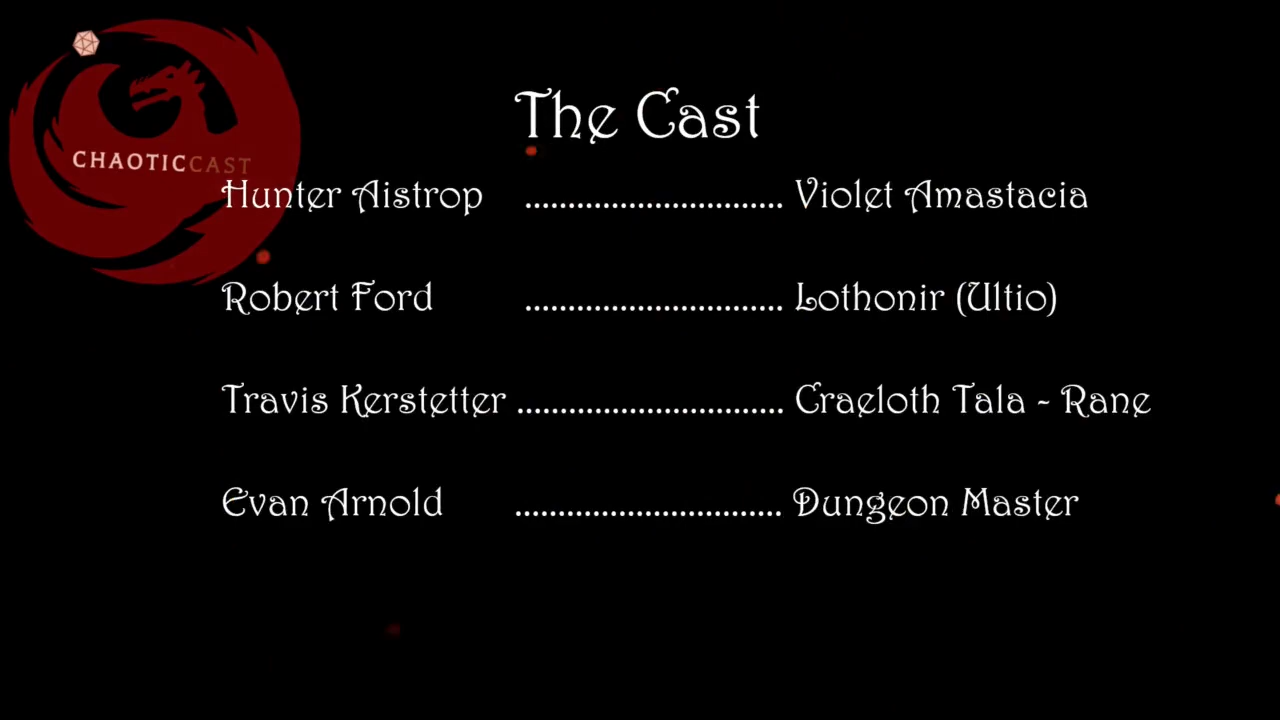 The Cast
CHAOTICCAST
Hunter Aistrop .............................. Violet Amastacia
Robert Ford .............................. Lothonir (Ultio)
Travis Kerstetter ............................... Craeloth Tala - Rane
Evan Arnold ............................... Dungeon Master